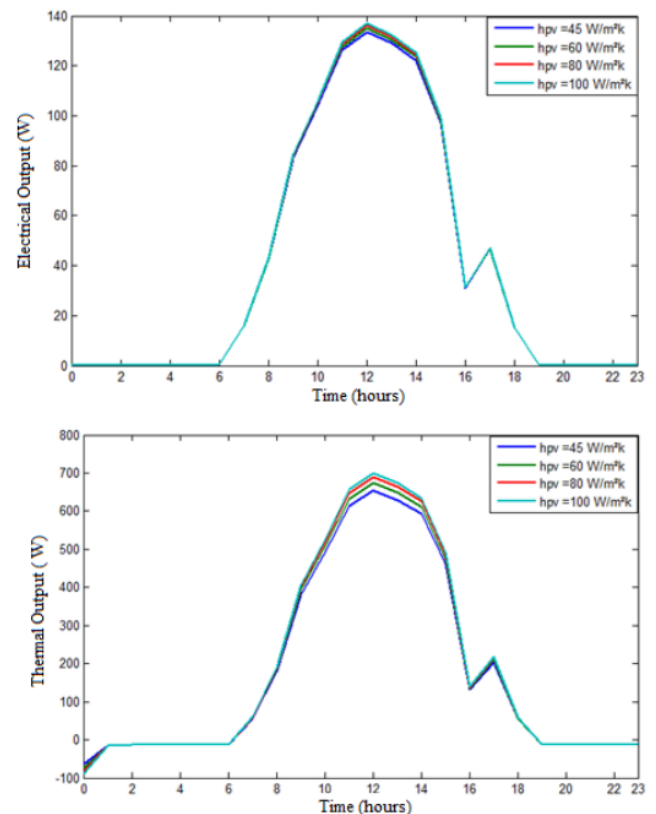 140
120
100
80
60
40
20
0
Electrical Output (W)
hpv =45 W/m²k
hpv =60 W/m²k
hpv =80 W/m²k
hpv =100 W/m²k
0 2 4 6 8 10 12 14 16 18 20 22 23
Time (hours)
800
700
600
500
400
300
200
100
0
-100
Thermal Output ( W)
hpv =45 W/m²k
hpv =60 W/m²k
hpv =80 W/m²k
hpv =100 W/m²k
0 2 4 6 8 10 12 14 16 18 20 22 23
Time (hours)